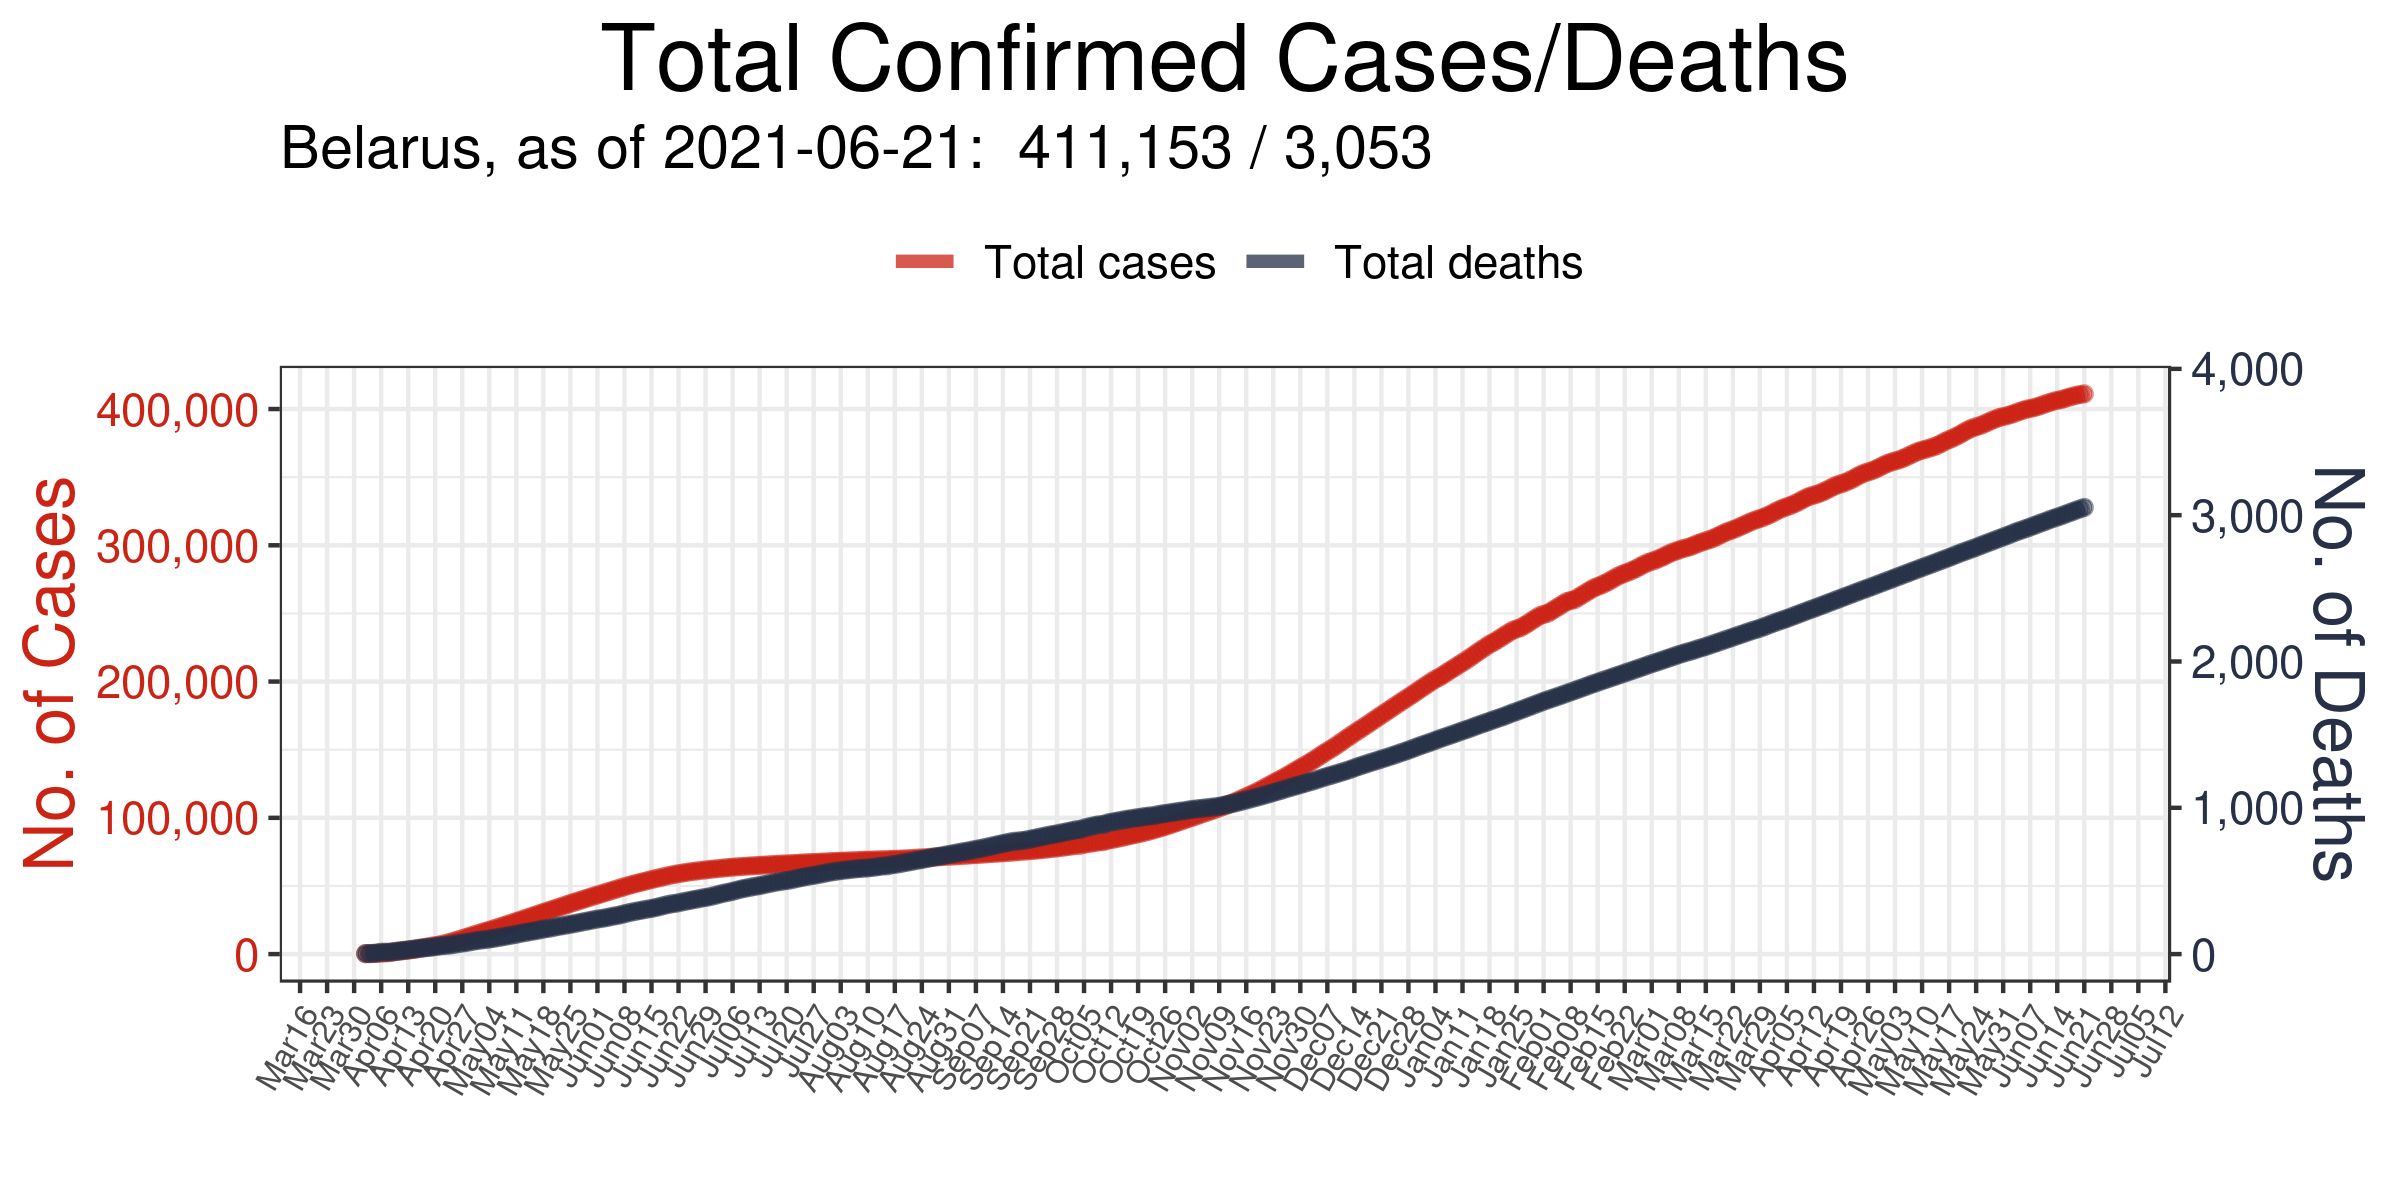 Total Confirmed Cases/Deaths
Belarus, as of 2021-06-21:  411,153 / 3,053
Total cases
Total deaths
No. of Cases
400,000
300,000
200,000
100,000
0
4,000
3,000
2,000
1,000
0
No. of Deaths
Mar16
Mar23
Mar30
Apr06
Apr13
Apr20
Apr27
May04
May11
May18
May25
Jun01
Jun08
Jun15
Jun22
Jun29
Jul06
Jul13
Jul20
Jul27
Aug03
Aug10
Aug17
Aug24
Aug31
Sep07
Sep14
Sep21
Sep28
Oct05
Oct12
Oct19
Oct26
Nov02
Nov09
Nov16
Nov23
Nov30
Dec07
Dec14
Dec21
Dec28
Jan04
Jan11
Jan18
Jan25
Feb01
Feb08
Feb15
Feb22
Mar01
Mar08
Mar15
Mar22
Mar29
Apr05
Apr12
Apr19
Apr26
May03
May10
May17
May24
May31
Jun07
Jun14
Jun21
Jun28
Jul05
Jul12